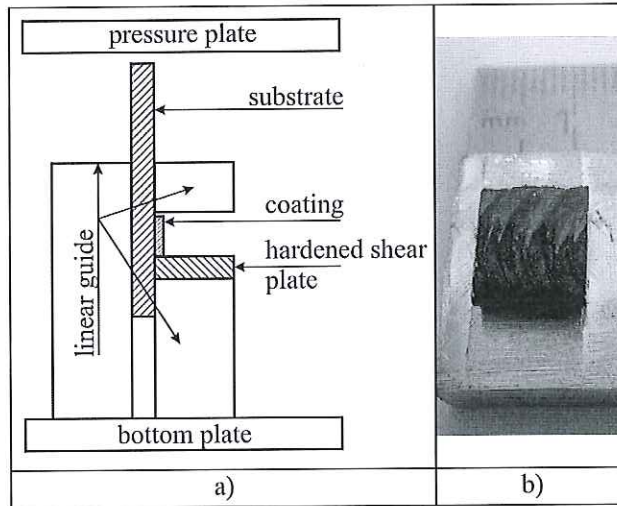 pressure plate
substrate
coating
hardened shear
plate
linear guide
bottom plate
a)
b)